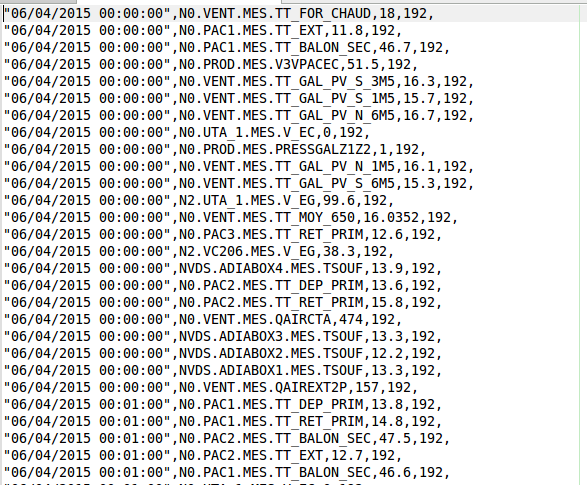 "06/04/2015 00:00:00",N0.VENT.MES.TT_FOR_CHAUD,18,192,
"06/04/2015 00:00:00",N0.PAC1.MES.TT_EXT,11.8,192,
"06/04/2015 00:00:00",N0.PAC1.MES.TT_BALON_SEC,46.7,192,
"06/04/2015 00:00:00",N0.PROD.MES.V3VPACEC,51.5,192,
"06/04/2015 00:00:00",N0.VENT.MES.TT_GAL_PV_S_3M5,16.3,192,
"06/04/2015 00:00:00",N0.VENT.MES.TT_GAL_PV_S_1M5,15.7,192,
"06/04/2015 00:00:00",N0.VENT.MES.TT_GAL_PV_N_6M5,16.7,192,
"06/04/2015 00:00:00",N0.UTA_1.MES.V_EC,0,192,
"06/04/2015 00:00:00",N0.PROD.MES.PRESSGALZ1Z2,1,192,
"06/04/2015 00:00:00",N0.VENT.MES.TT_GAL_PV_N_1M5,16.1,192,
"06/04/2015 00:00:00",N0.VENT.MES.TT_GAL_PV_S_6M5,15.3,192,
"06/04/2015 00:00:00",N2.UTA_1.MES.V_EG,99.6,192,
"06/04/2015 00:00:00",N0.VENT.MES.TT_MOY_650,16.0352,192,
"06/04/2015 00:00:00",N0.PAC3.MES.TT_RET_PRIM,12.6,192,
"06/04/2015 00:00:00",N2.VC206.MES.V_EG,38.3,192,
"06/04/2015 00:00:00",NVDS.ADIABOX4.MES.TSOUF,13.9,192,
"06/04/2015 00:00:00",N0.PAC2.MES.TT_DEP_PRIM,13.6,192,
"06/04/2015 00:00:00",N0.PAC2.MES.TT_RET_PRIM,15.8,192,
"06/04/2015 00:00:00",N0.VENT.MES.QAIRCTA,474,192,
"06/04/2015 00:00:00",NVDS.ADIABOX3.MES.TSOUF,13.3,192,
"06/04/2015 00:00:00",NVDS.ADIABOX2.MES.TSOUF,12.2,192,
"06/04/2015 00:00:00",NVDS.ADIABOX1.MES.TSOUF,13.3,192,
"06/04/2015 00:00:00",N0.VENT.MES.QAIREXT2P,157,192,
"06/04/2015 00:01:00",N0.PAC1.MES.TT_DEP_PRIM,13.8,192,
"06/04/2015 00:01:00",N0.PAC1.MES.TT_RET_PRIM,14.8,192,
"06/04/2015 00:01:00",N0.PAC2.MES.TT_BALON_SEC,47.5,192,
"06/04/2015 00:01:00",N0.PAC2.MES.TT_EXT,12.7,192,
"06/04/2015 00:01:00",N0.PAC1.MES.TT_BALON_SEC,46.6,192,